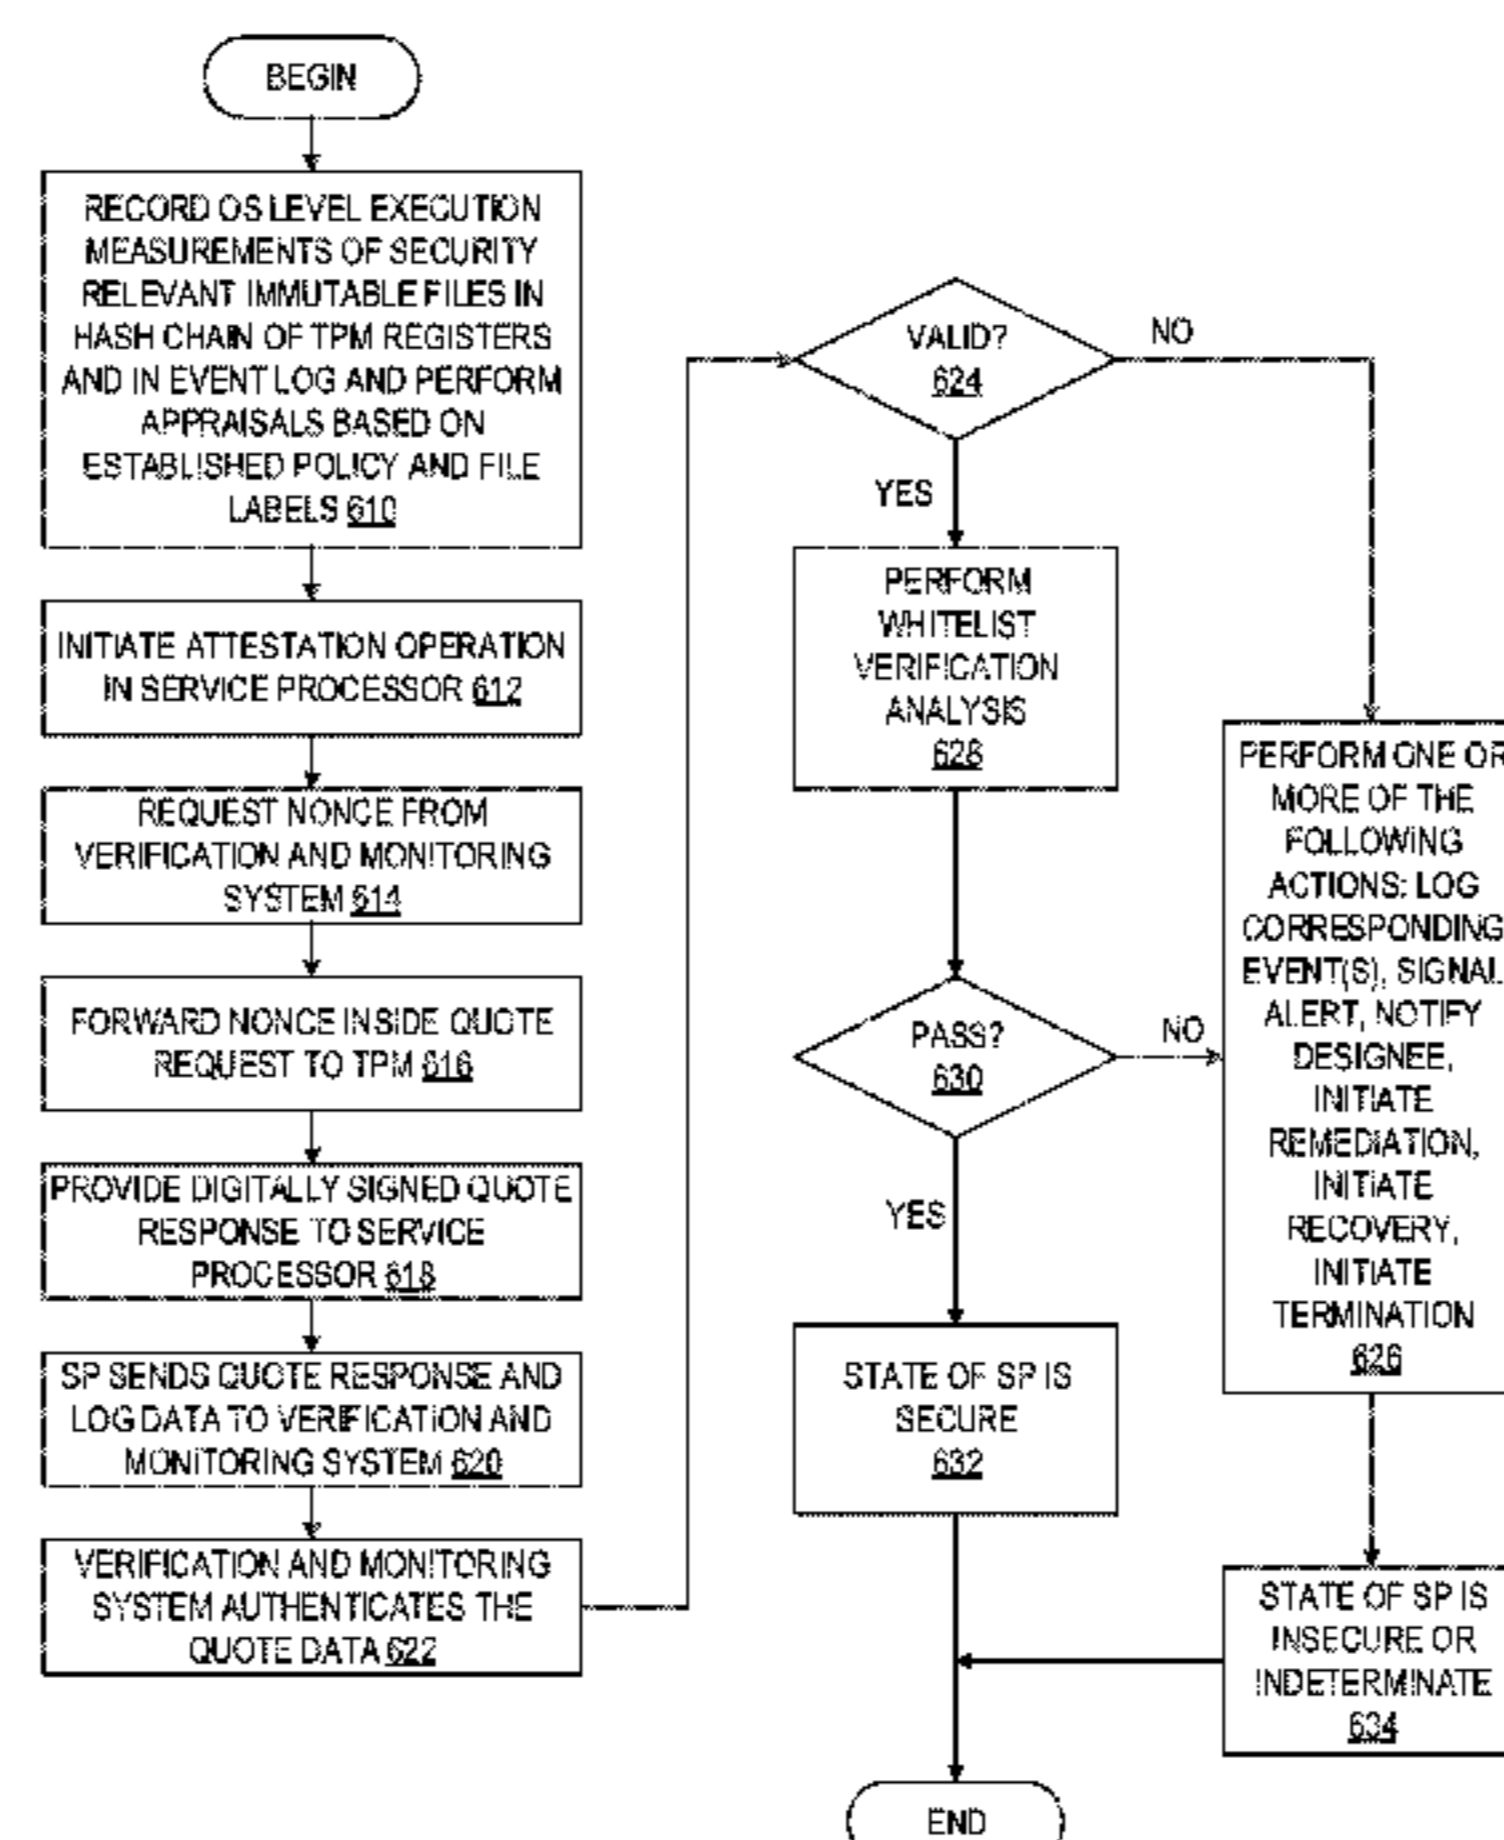 BEGIN
RECORD OS LEVEL EXECUTION
MEASUREMENTS OF SECURITY
RELEVANT IMMUTABLE FILES IN
HASH CHAIN OF TPM REGISTERS
AND IN EVENT LOG AND PERFORM
APPRAISALS BASED ON
ESTABLISHED POLICY AND FILE
LABELS 610
INITIATE ATTESTATION OPERATION
IN SERVICE PROCESSOR 612
REQUEST NONCE FROM
VERIFICATION AND MONITORING
SYSTEM 614
FORWARD NONCE INSIDE QUOTE
REQUEST TO TPM 616
PROVIDE DIGITALLY SIGNED QUOTE
RESPONSE TO SERVICE
PROCESSOR 618
SP SENDS QUOTE RESPONSE AND
LOG DATA TO VERIFICATION AND
MONITORING SYSTEM 620
VERIFICATION AND MONITORING
SYSTEM AUTHENTICATES THE
QUOTE DATA 622
VALID?
624
NO
YES
PERFORM
WHITELIST
VERIFICATION
ANALYSIS
628
PASS?
630
NO
YES
STATE OF SP IS
SECURE
632
PERFORM ONE OR
MORE OF THE
FOLLOWING
ACTIONS: LOG
CORRESPONDING
EVENT(S), SIGNAL
ALERT, NOTIFY
DESIGNEE,
INITIATE
REMEDIATION,
INITIATE
RECOVERY,
INITIATE
TERMINATION
626
STATE OF SP IS
INSECURE OR
INDETERMINATE
634
END